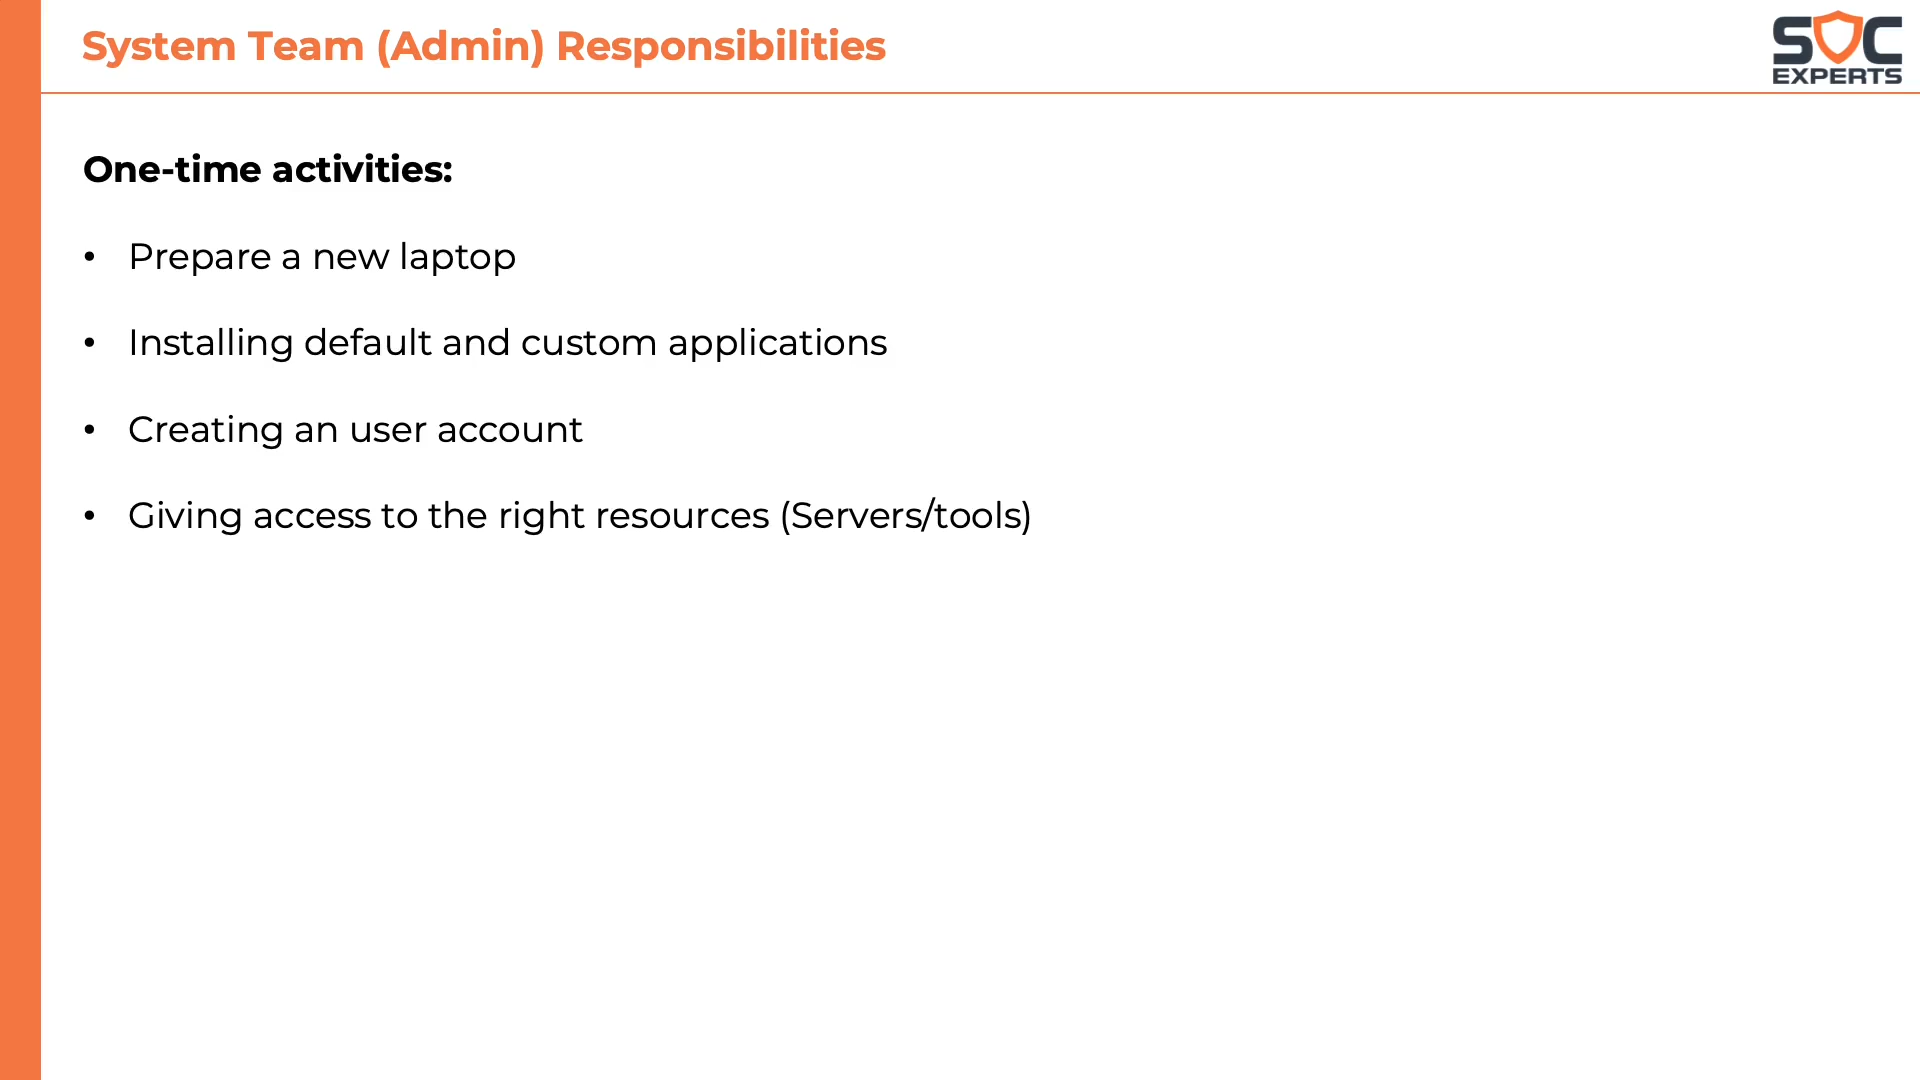 System Team (Admin) Responsibilities
SOC
EXPERTS
One-time activities:
• Prepare a new laptop
• Installing default and custom applications
• Creating an user account
• Giving access to the right resources (Servers/tools)